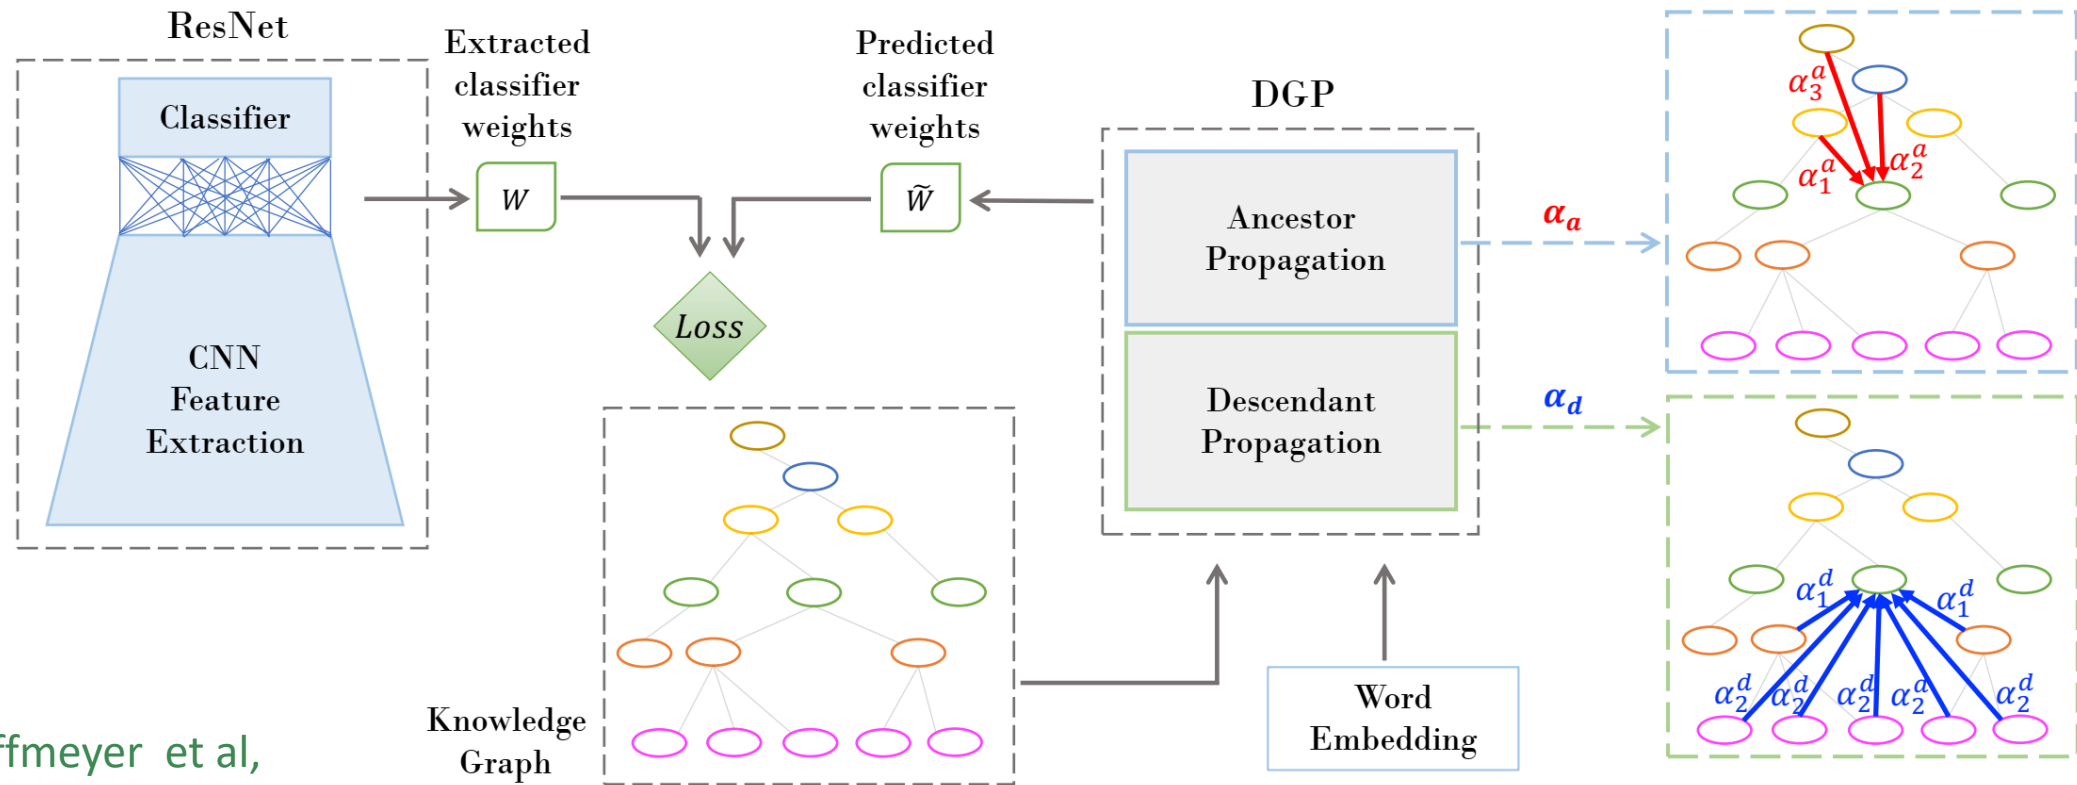 ResNet
Classifier
CNN
Feature
Extraction
Extracted
classifier
weights
W
Predicted
classifier
weights
W̃
Loss
DGP
Ancestor
Propagation
Descendant
Propagation
α_a
α_d
α_3^a
α_1^a
α_2^a
α_1^d
α_1^d
α_2^d
α_2^d
α_2^d
α_2^d
α_2^d
Knowledge
Graph
Word
Embedding
ffmeyer et al,